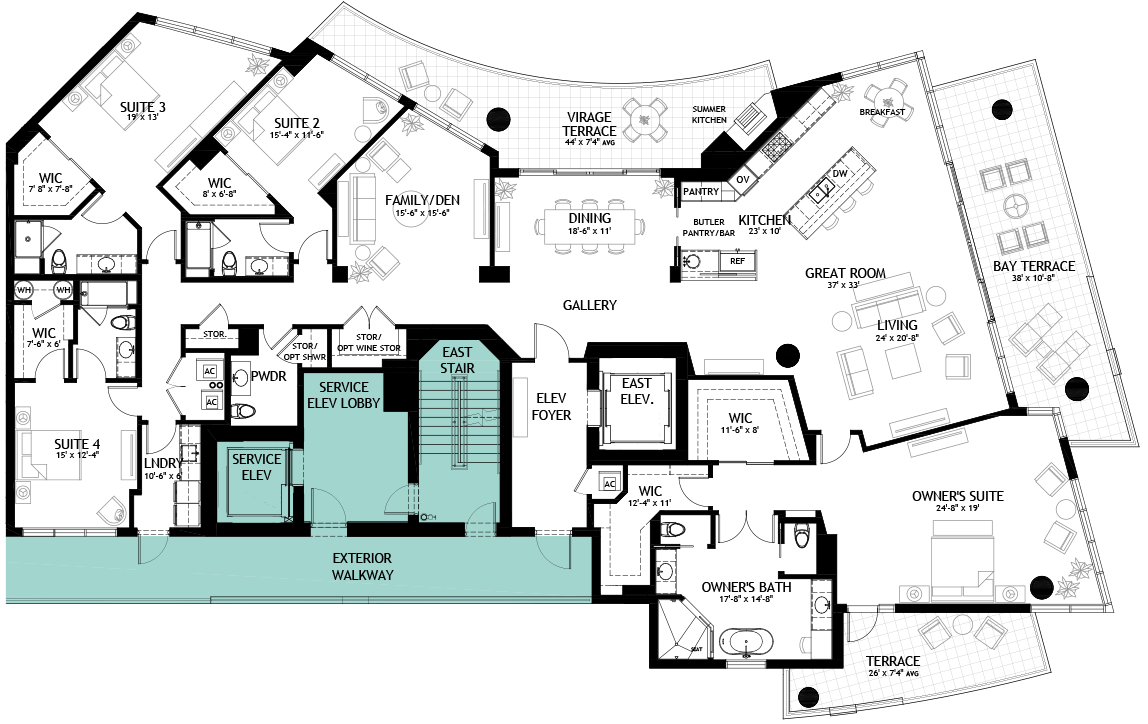 SUITE 3
19' x 13'
SUITE 2
15'-4" x 11'-6"
VIRAGE
TERRACE
44' x 7'4" AVG
SUMMER
KITCHEN
BREAKFAST
WIC
7' 8" x 7'-8"
WIC
8' x 6'-8"
FAMILY/DEN
15'-6" x 15'-6"
DINING
18'-6" x 11'
PANTRY
OV
DW
BUTLER
PANTRY/BAR
KITCHEN
23' x 10'
REF
GREAT ROOM
37' x 33'
BAY TERRACE
38' x 10'-8"
WH
WH
GALLERY
LIVING
24' x 20'-8"
WIC
7'-6" x 6'
STOR.
STOR/
OPT SHWR
STOR/
OPT WINE STOR
EAST
STAIR
AC
AC
PWDR
SERVICE
ELEV LOBBY
ELEV
FOYER
EAST
ELEV.
WIC
11'-6" x 8'
SUITE 4
15' x 12'-4"
LNDRY
10'-6" x 6'
SERVICE
ELEV
AC
WIC
12'-4" x 11'
OWNER'S SUITE
24'-8" x 19'
EXTERIOR
WALKWAY
OWNER'S BATH
17'-8" x 14'-8"
SEAT
TERRACE
26' x 7'4" AVG